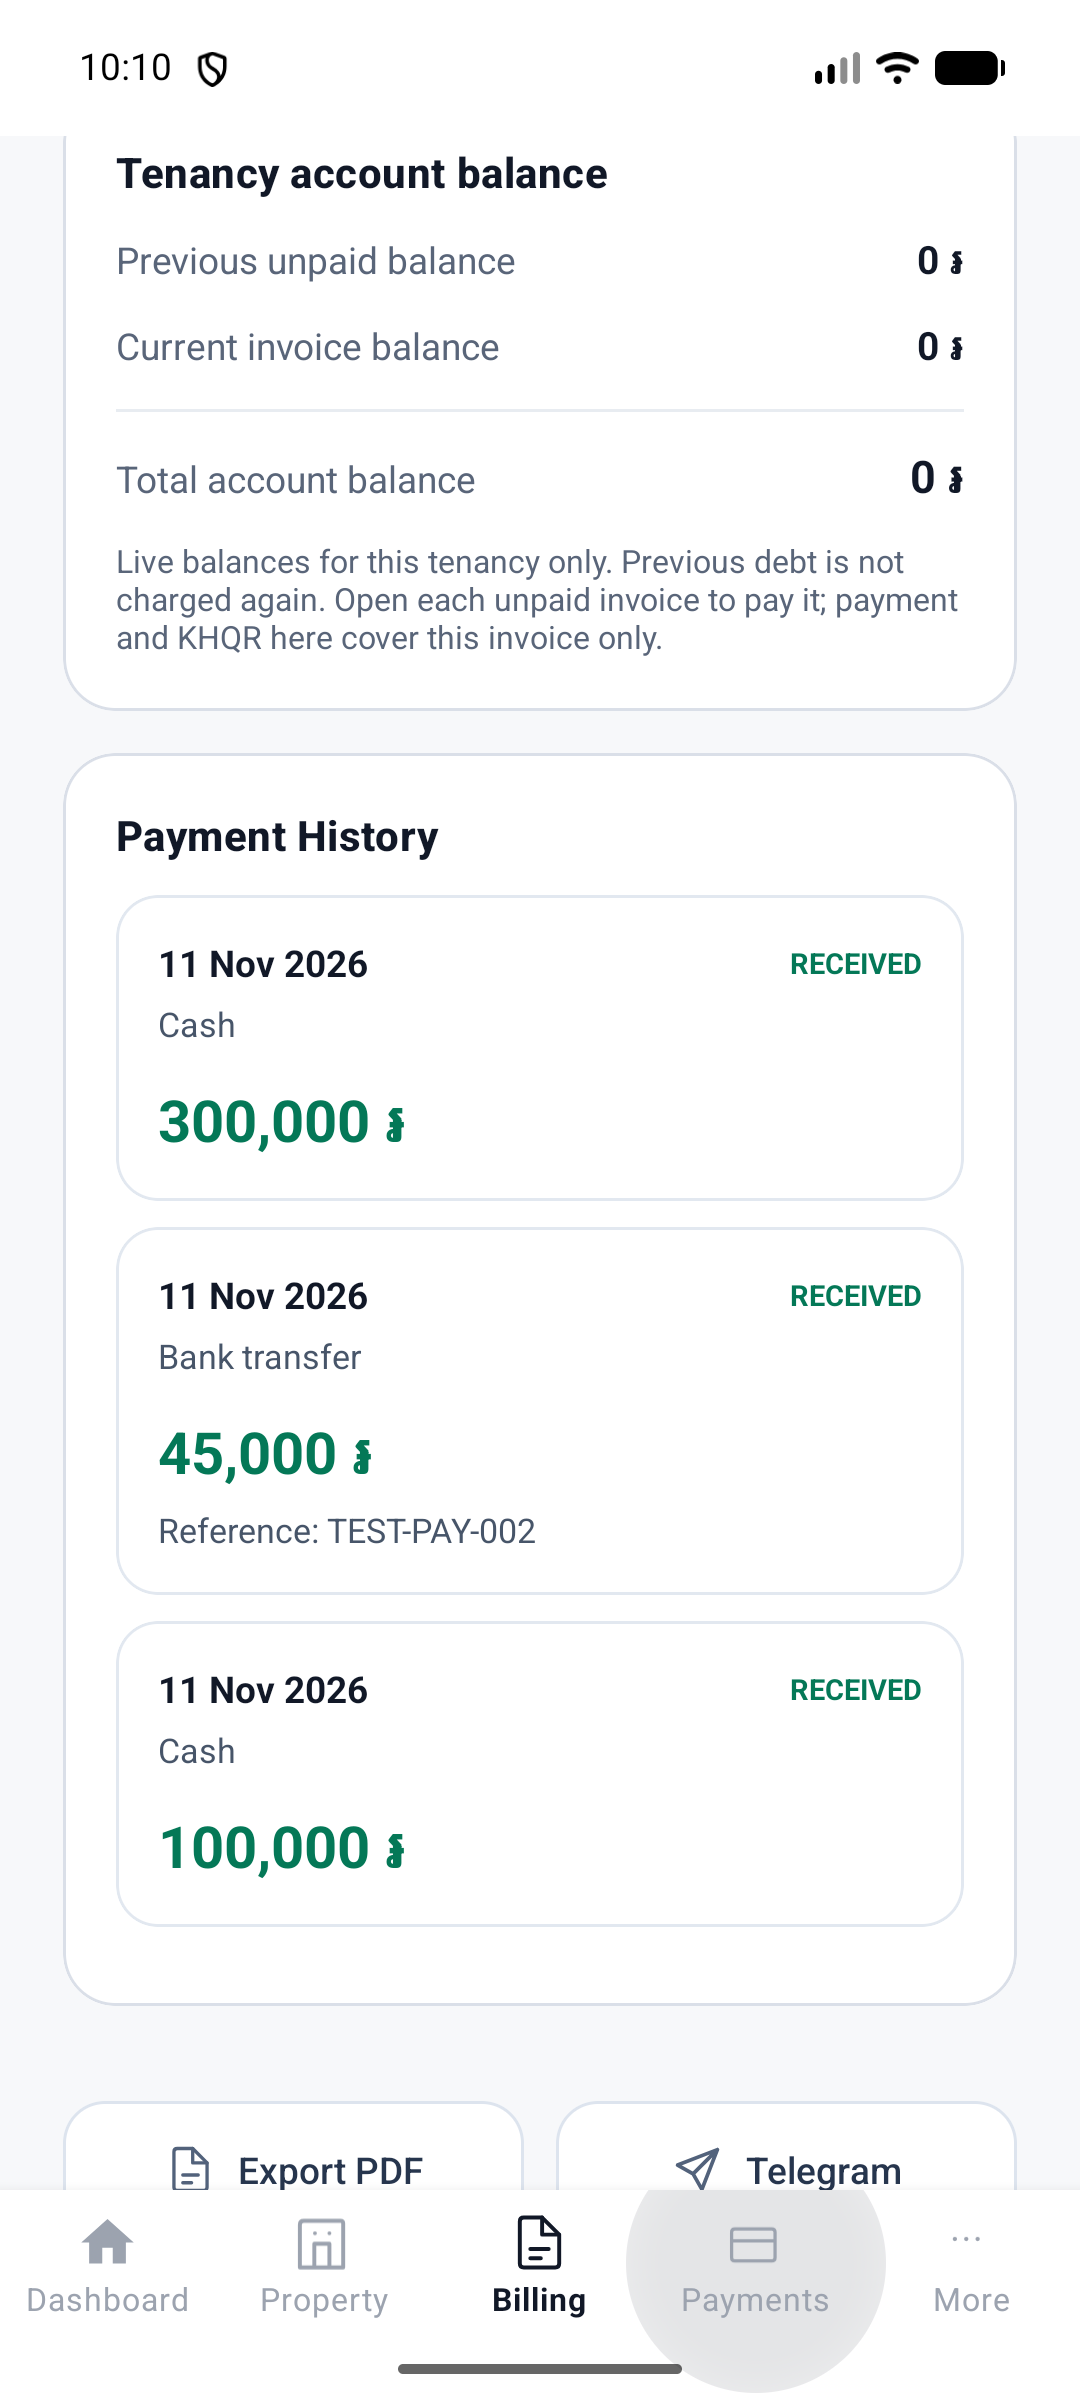 10:10
Tenancy account balance
Previous unpaid balance
0 ៛
Current invoice balance
0 ៛
Total account balance
0 ៛
Live balances for this tenancy only. Previous debt is not
charged again. Open each unpaid invoice to pay it; payment
and KHQR here cover this invoice only.
Payment History
11 Nov 2026
RECEIVED
Cash
300,000 ៛
11 Nov 2026
RECEIVED
Bank transfer
45,000 ៛
Reference: TEST-PAY-002
11 Nov 2026
RECEIVED
Cash
100,000 ៛
Export PDF
Telegram
Dashboard
Property
Billing
Payments
More